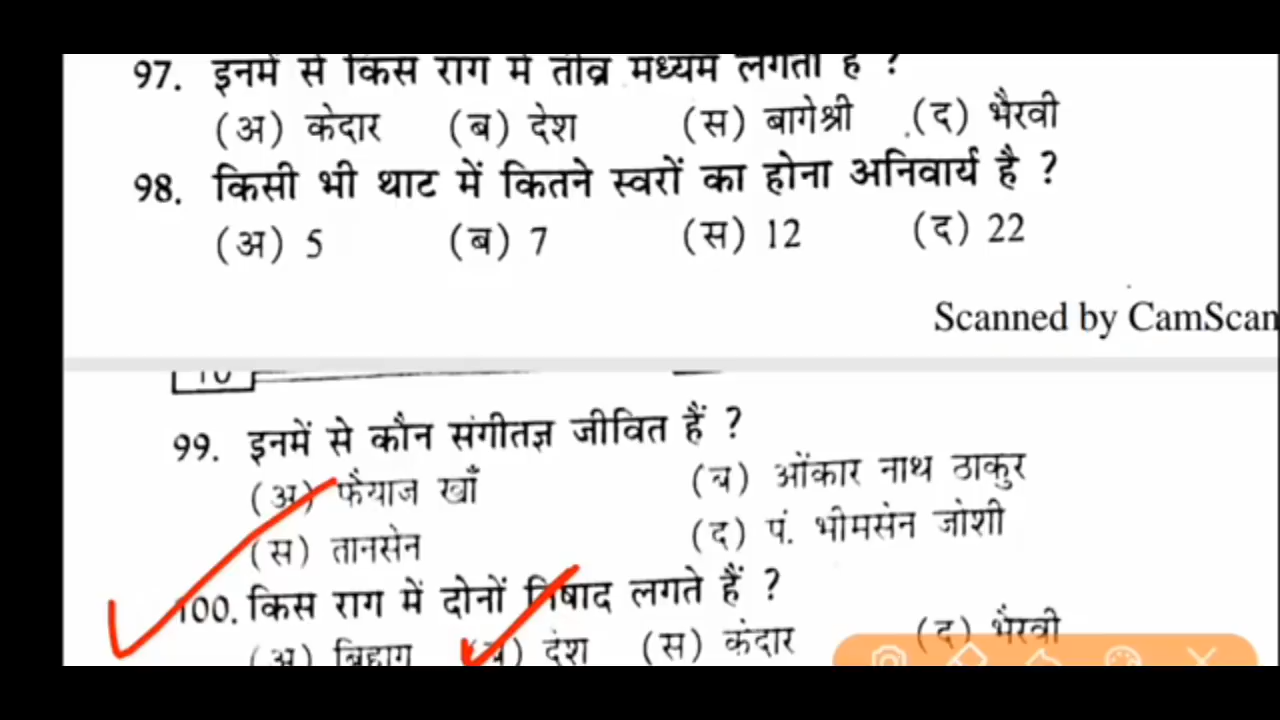 97. इनमें से किस राग में तीव्र मध्यम लगता है ?
(अ) केदार (ब) देश (स) बागेश्री (द) भैरवी
98. किसी भी थाट में कितने स्वरों का होना अनिवार्य है ?
(अ) 5 (ब) 7 (स) 12 (द) 22
Scanned by CamScan
10
99. इनमें से कौन संगीतज्ञ जीवित हैं ?
(अ) फैयाज खाँ (ब) ओंकार नाथ ठाकुर
(स) तानसेन (द) पं. भीमसेन जोशी
100. किस राग में दोनों निषाद लगते हैं ?
(अ) बिहाग (ब) देश (स) केदार (द) भैरवी